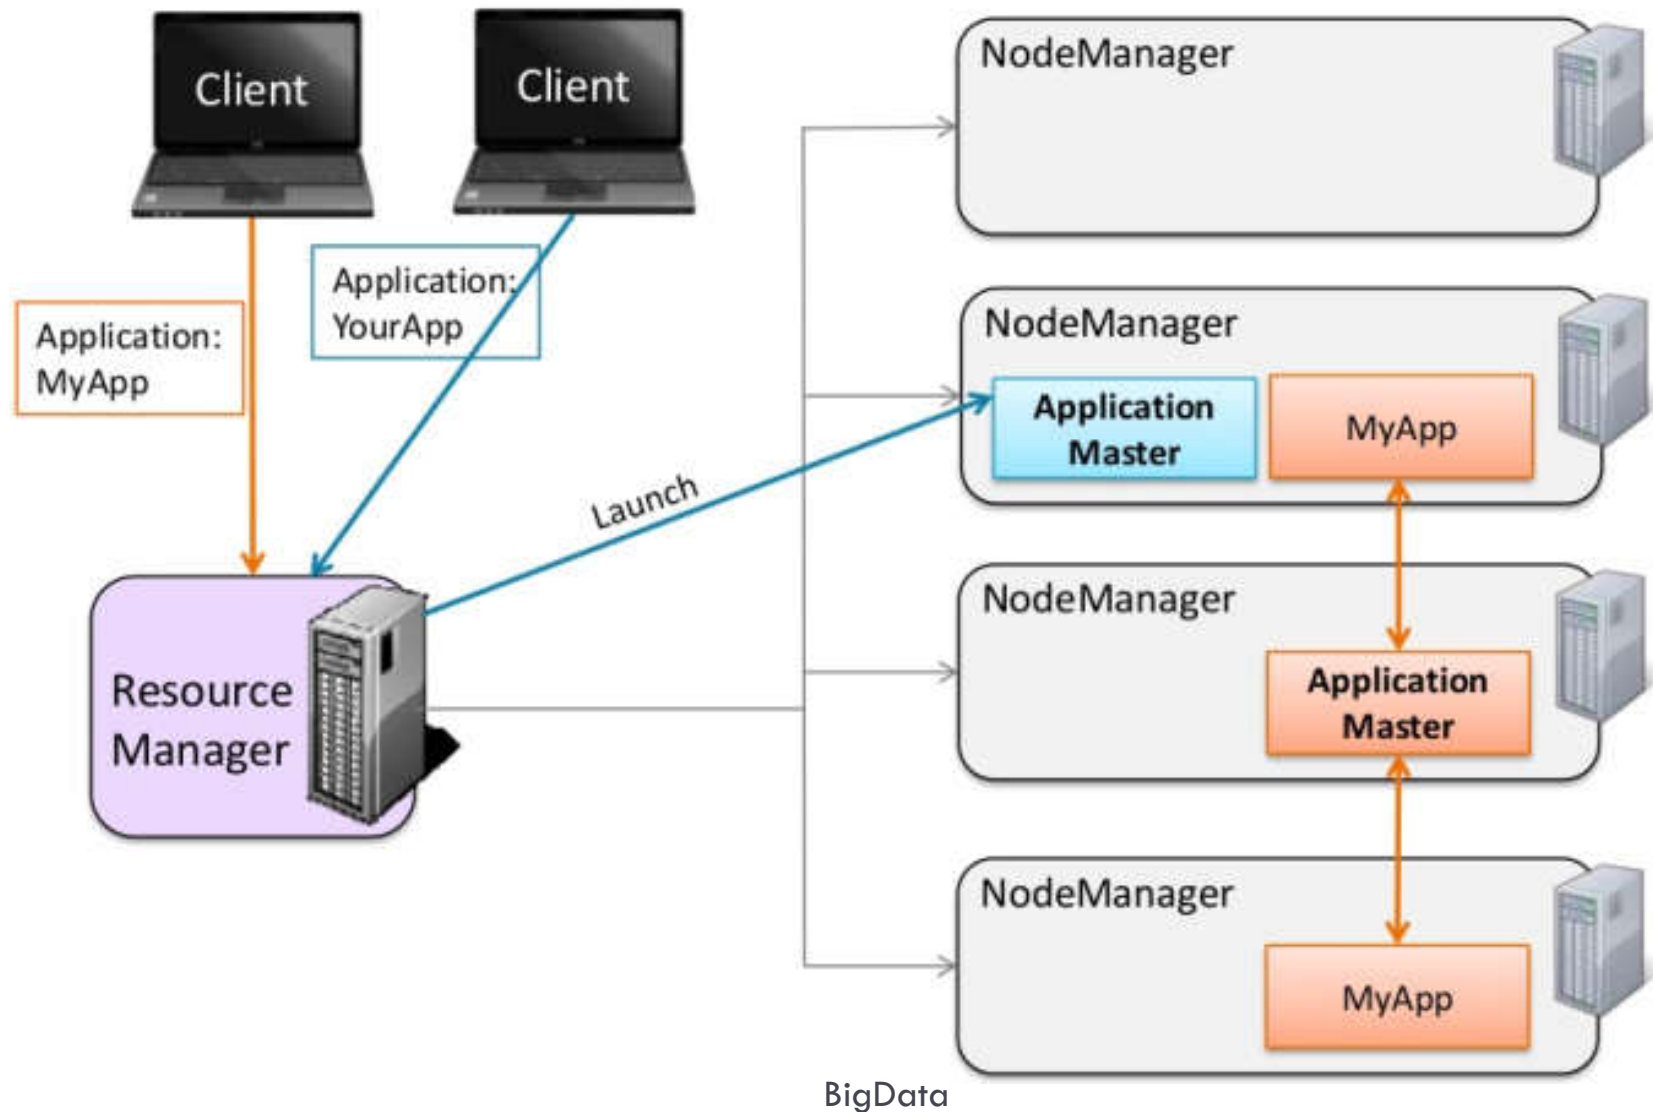 Client
Client
Application:
MyApp
Application:
YourApp
Launch
Resource
Manager
NodeManager
NodeManager
Application
Master
MyApp
NodeManager
Application
Master
NodeManager
MyApp
BigData